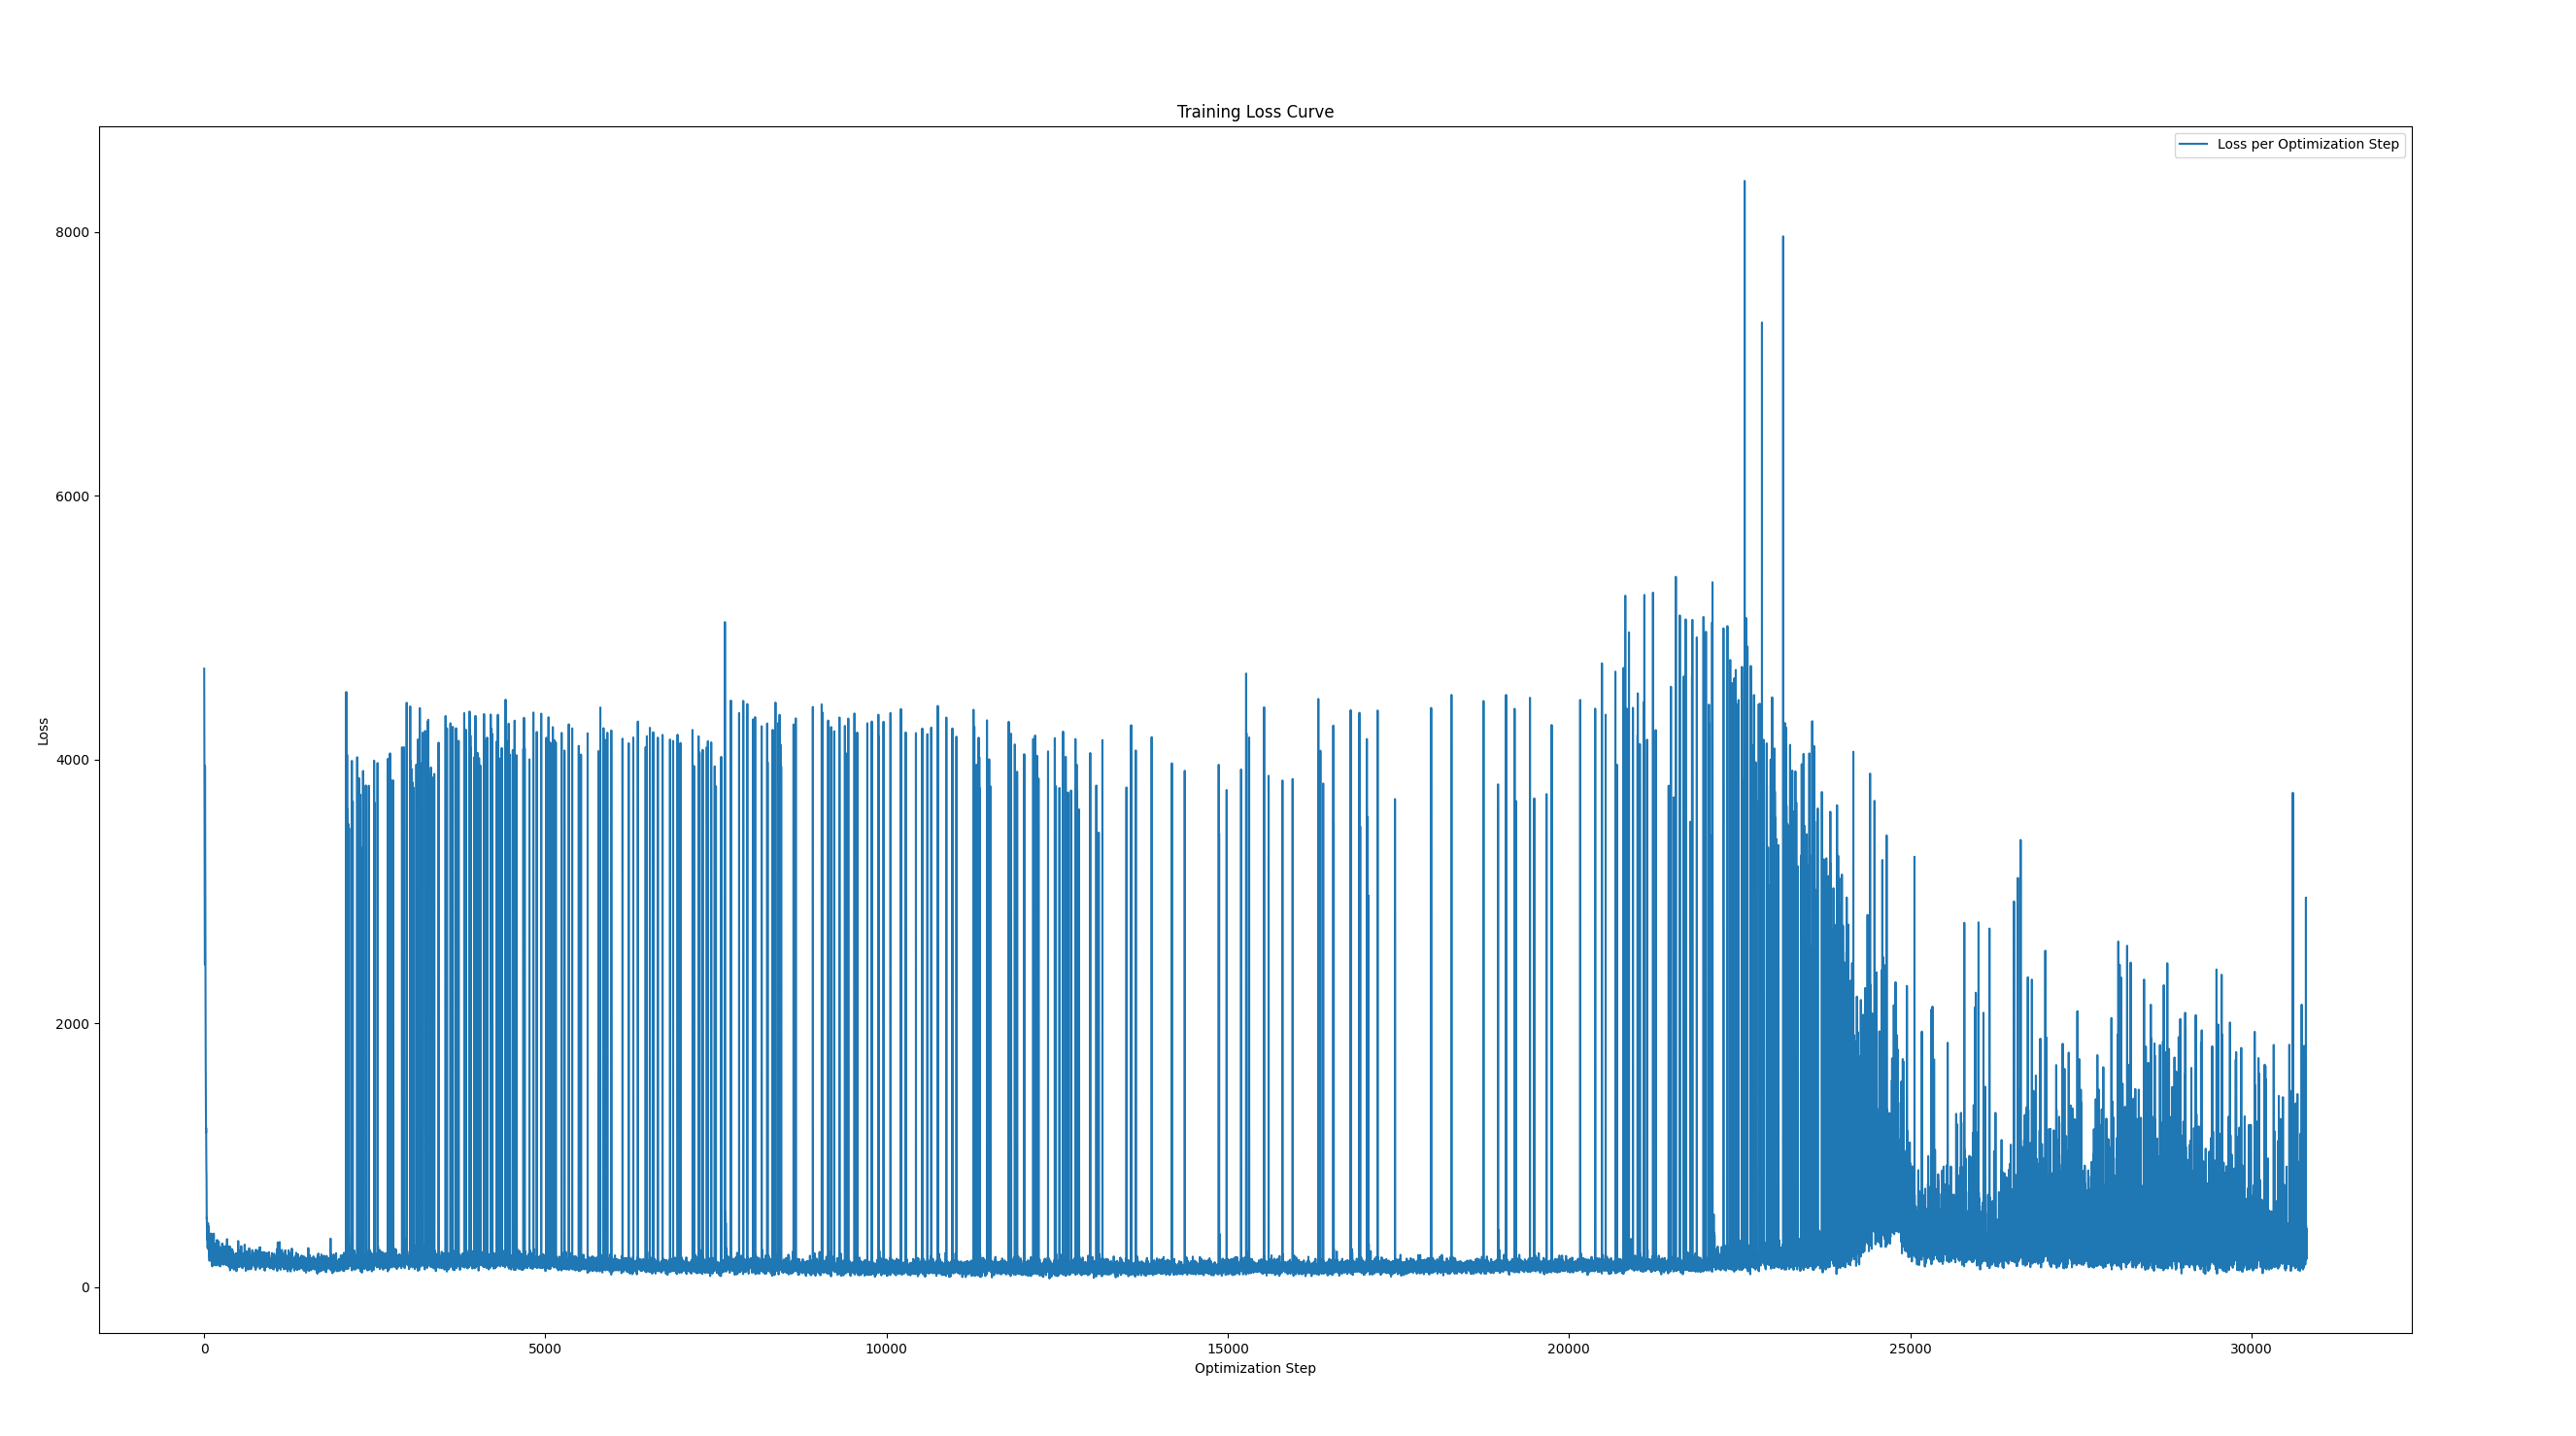 Training Loss Curve
Loss per Optimization Step
8000
6000
4000
2000
0
Loss
0 5000 10000 15000 20000 25000 30000
Optimization Step